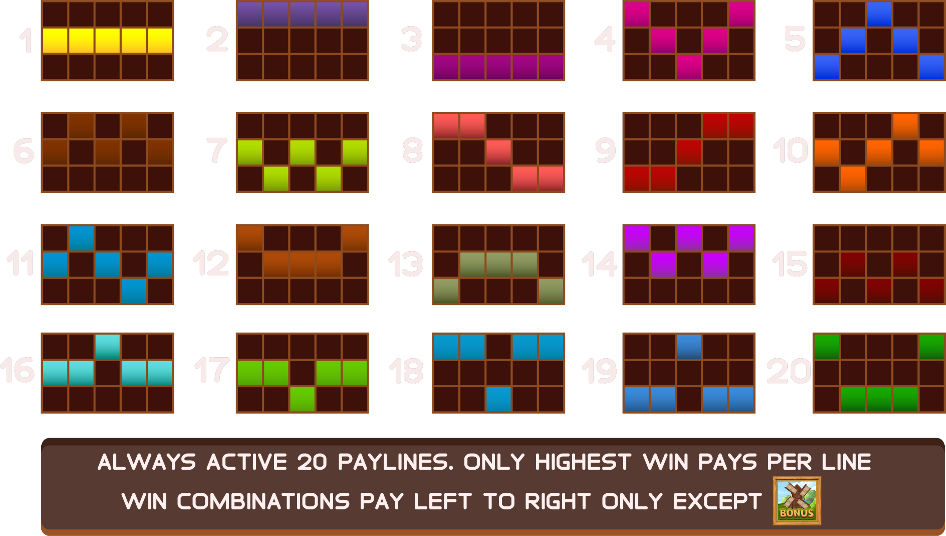 1 2 3 4 5
6 7 8 9 10
11 12 13 14 15
16 17 18 19 20
ALWAYS ACTIVE 20 PAYLINES. ONLY HIGHEST WIN PAYS PER LINE
WIN COMBINATIONS PAY LEFT TO RIGHT ONLY EXCEPT BONUS